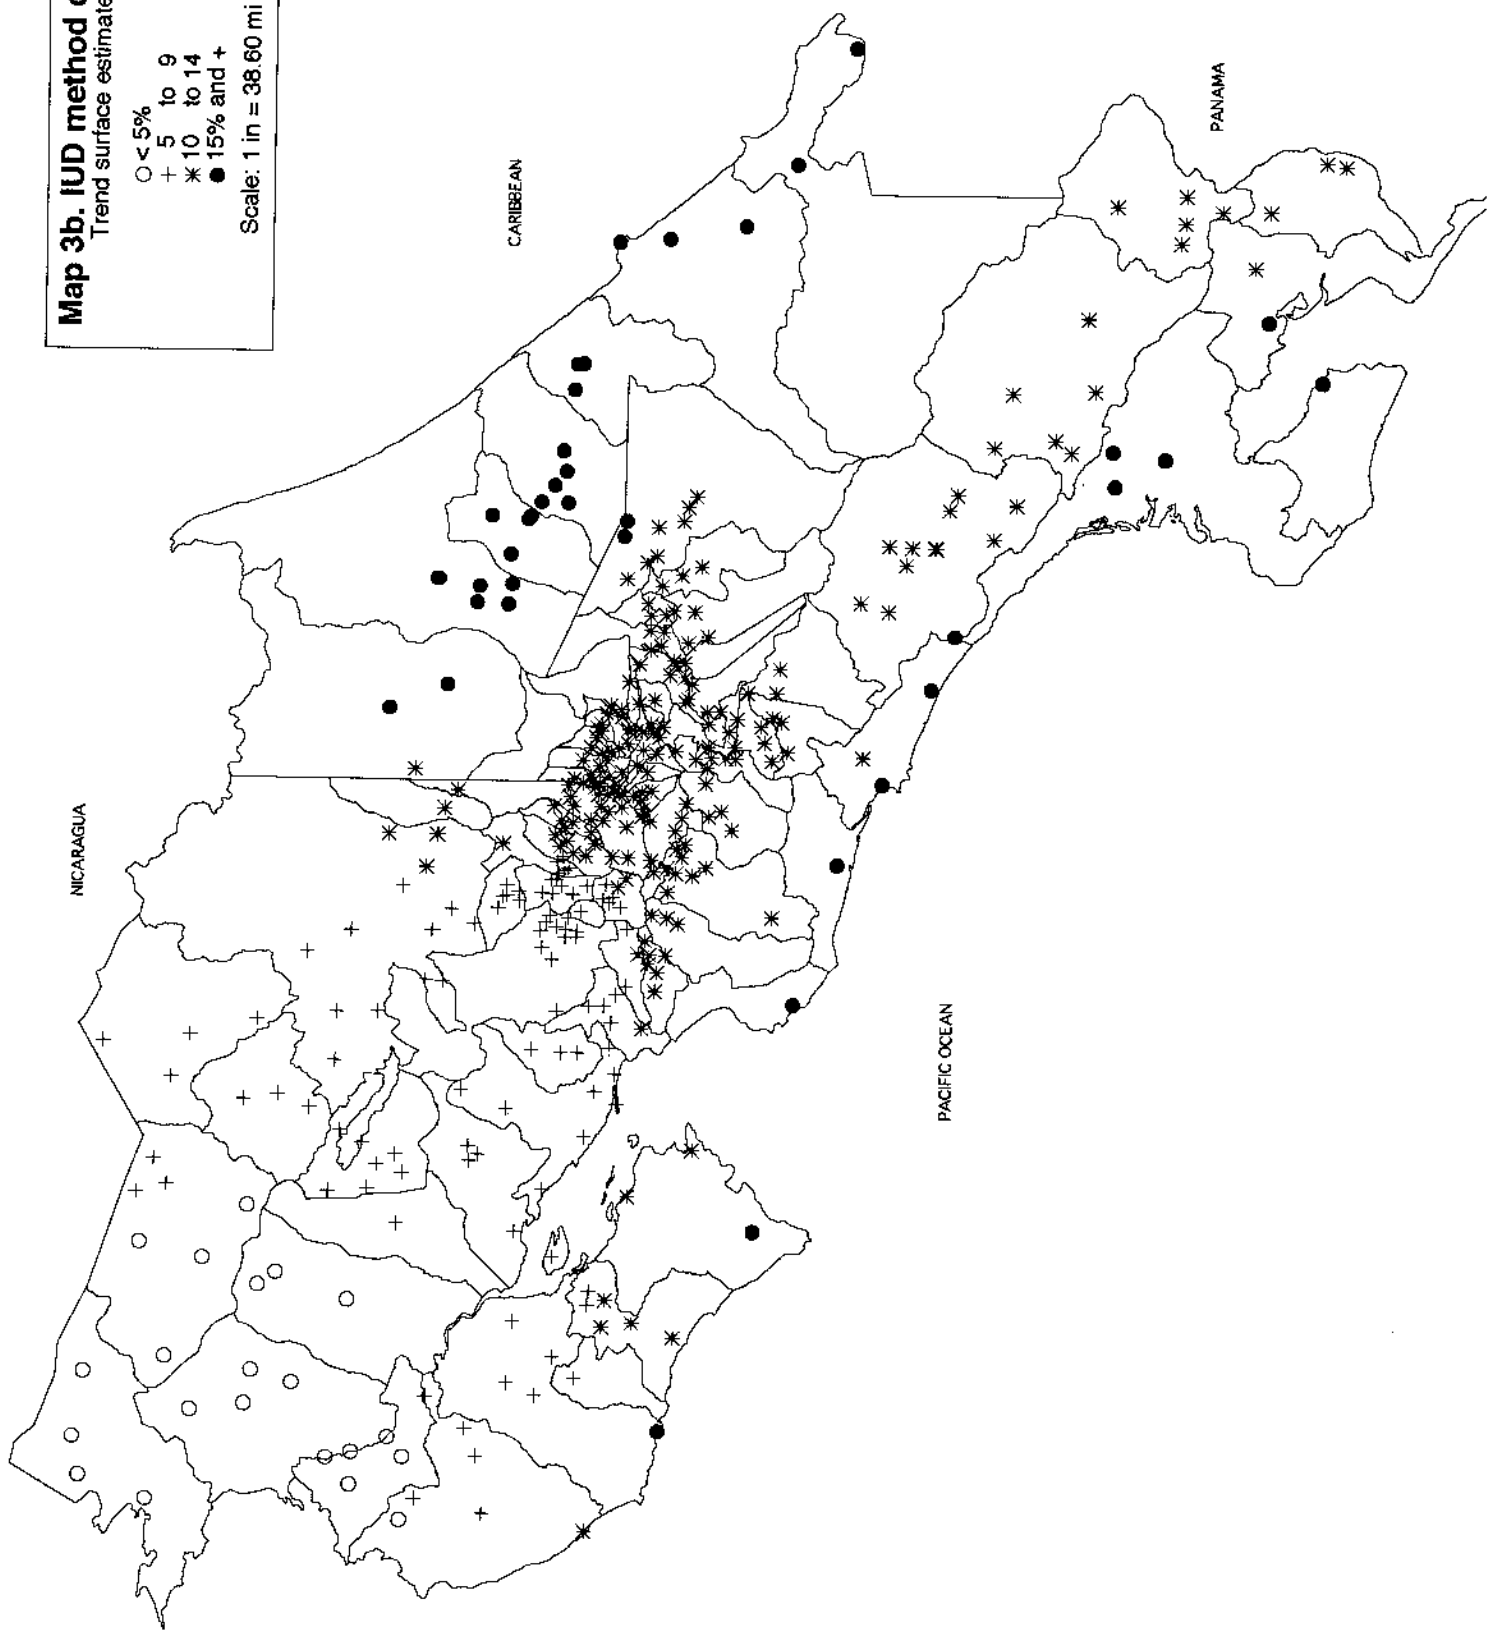 Map 3b. IUD method
Trend surface estimate
○ < 5%
+ 5 to 9
✳ 10 to 14
● 15% and +
Scale: 1 in = 38.60 mi
NICARAGUA
CARIBBEAN
PANAMA
PACIFIC OCEAN